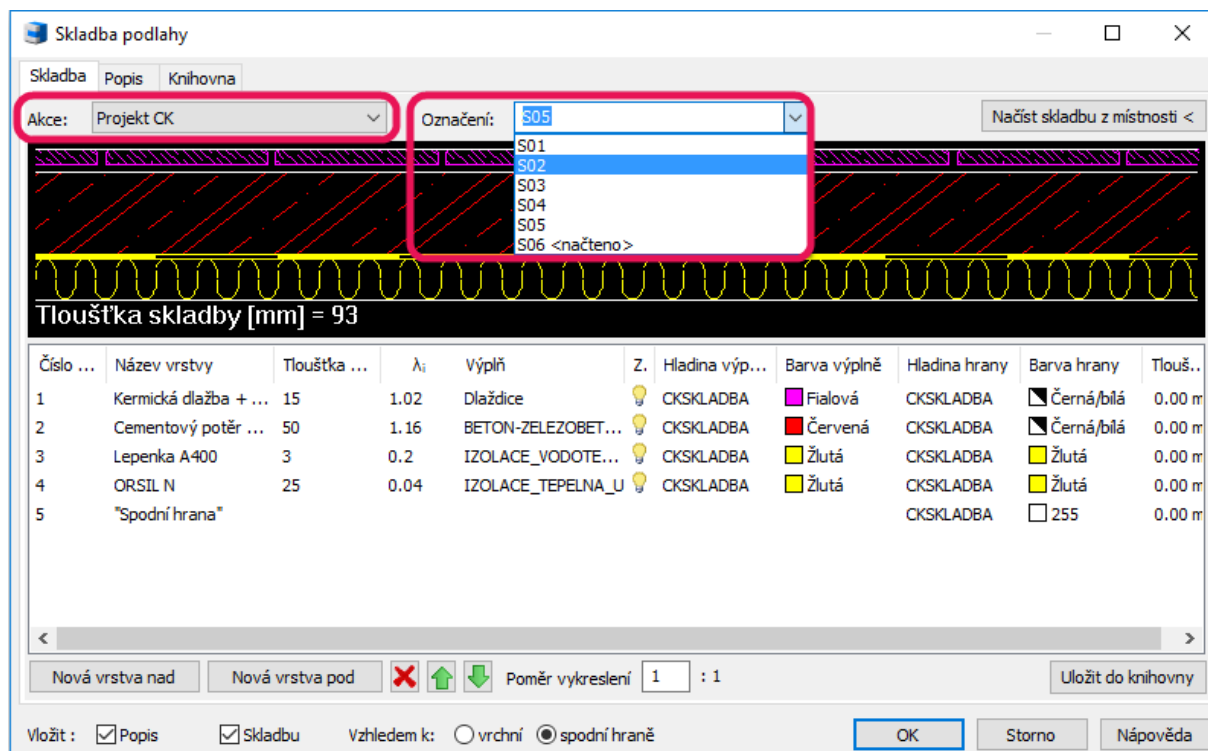 Skladba podlahy
Skladba Popis Knihovna
Akce: Projekt CK Označení: S05 Načíst skladbu z místnosti <
S01
S02
S03
S04
S05
S06 <načteno>
Tloušťka skladby [mm] = 93
Číslo ... Název vrstvy Tloušťka ... λi Výplň Z. Hladina výp... Barva výplně Hladina hrany Barva hrany Tlouš..
1 Kermická dlažba + ... 15 1.02 Dlaždice CKSKLADBA Fialová CKSKLADBA Černá/bílá 0.00 m
2 Cementový potěr ... 50 1.16 BETON-ZELEZOBET... CKSKLADBA Červená CKSKLADBA Černá/bílá 0.00 m
3 Lepenka A400 3 0.2 IZOLACE_VODOTE... CKSKLADBA Žlutá CKSKLADBA Žlutá 0.00 m
4 ORSIL N 25 0.04 IZOLACE_TEPELNA_U CKSKLADBA Žlutá CKSKLADBA Žlutá 0.00 m
5 "Spodní hrana" CKSKLADBA 255 0.00 m
Nová vrstva nad Nová vrstva pod Poměr vykreslení 1 : 1 Uložit do knihovny
Vložit : Popis Skladbu Vzhledem k: vrchní spodní hraně OK Storno Nápověda